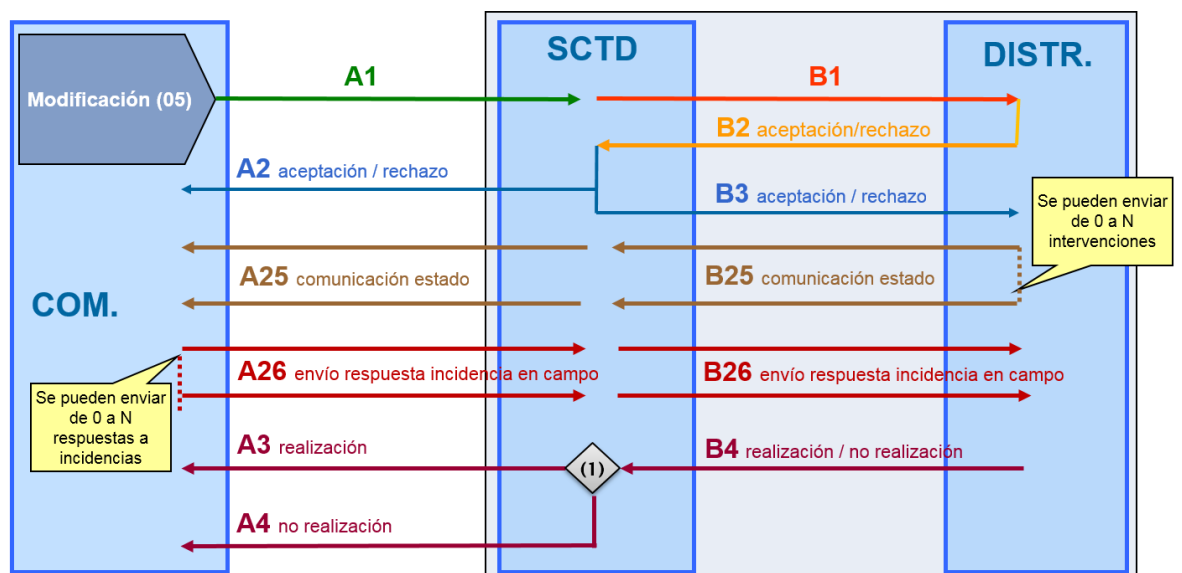 SCTD
DISTR.
Modificación (05)
A1
B1
B2 aceptación/rechazo
A2 aceptación / rechazo
B3 aceptación / rechazo
Se pueden enviar
de 0 a N
intervenciones
A25 comunicación estado
B25 comunicación estado
COM.
A26 envío respuesta incidencia en campo
B26 envío respuesta incidencia en campo
Se pueden enviar
de 0 a N
respuestas a
incidencias
A3 realización
B4 realización / no realización
(1)
A4 no realización